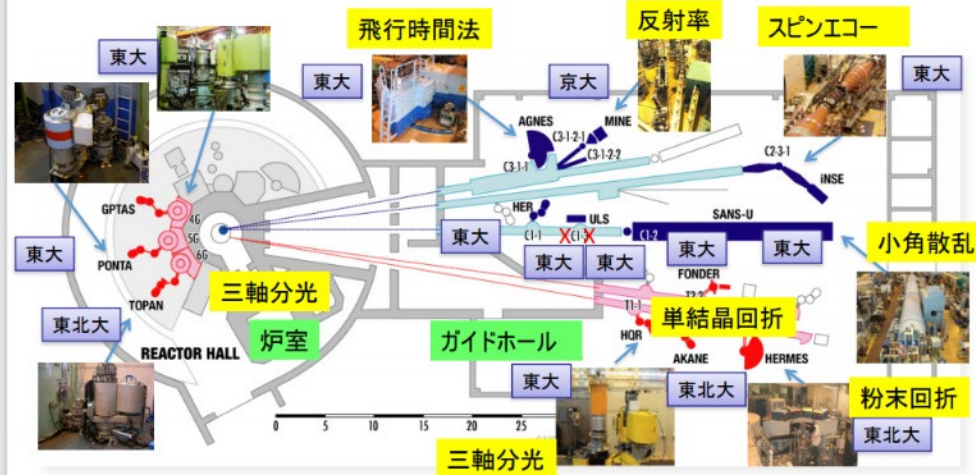 飛行時間法
反射率
スピンエコー
東大
東大
京大
東大
AGNES
MINE
C3-1-2-1
C3-1-2-2
C3-1-1
C2-3-1
iNSE
GPTAS
4G
5G
6G
HER
ULS
SANS-U
C1-1
C1-2
東大
東大
東大
東大
東大
東大
小角散乱
PONTA
TOPAN
FONDER
T1-1
三軸分光
単結晶回折
東北大
炉室
ガイドホール
HQR
AKANE
HERMES
REACTOR HALL
東大
東北大
粉末回折
東北大
0 5 10 15 20 25
三軸分光